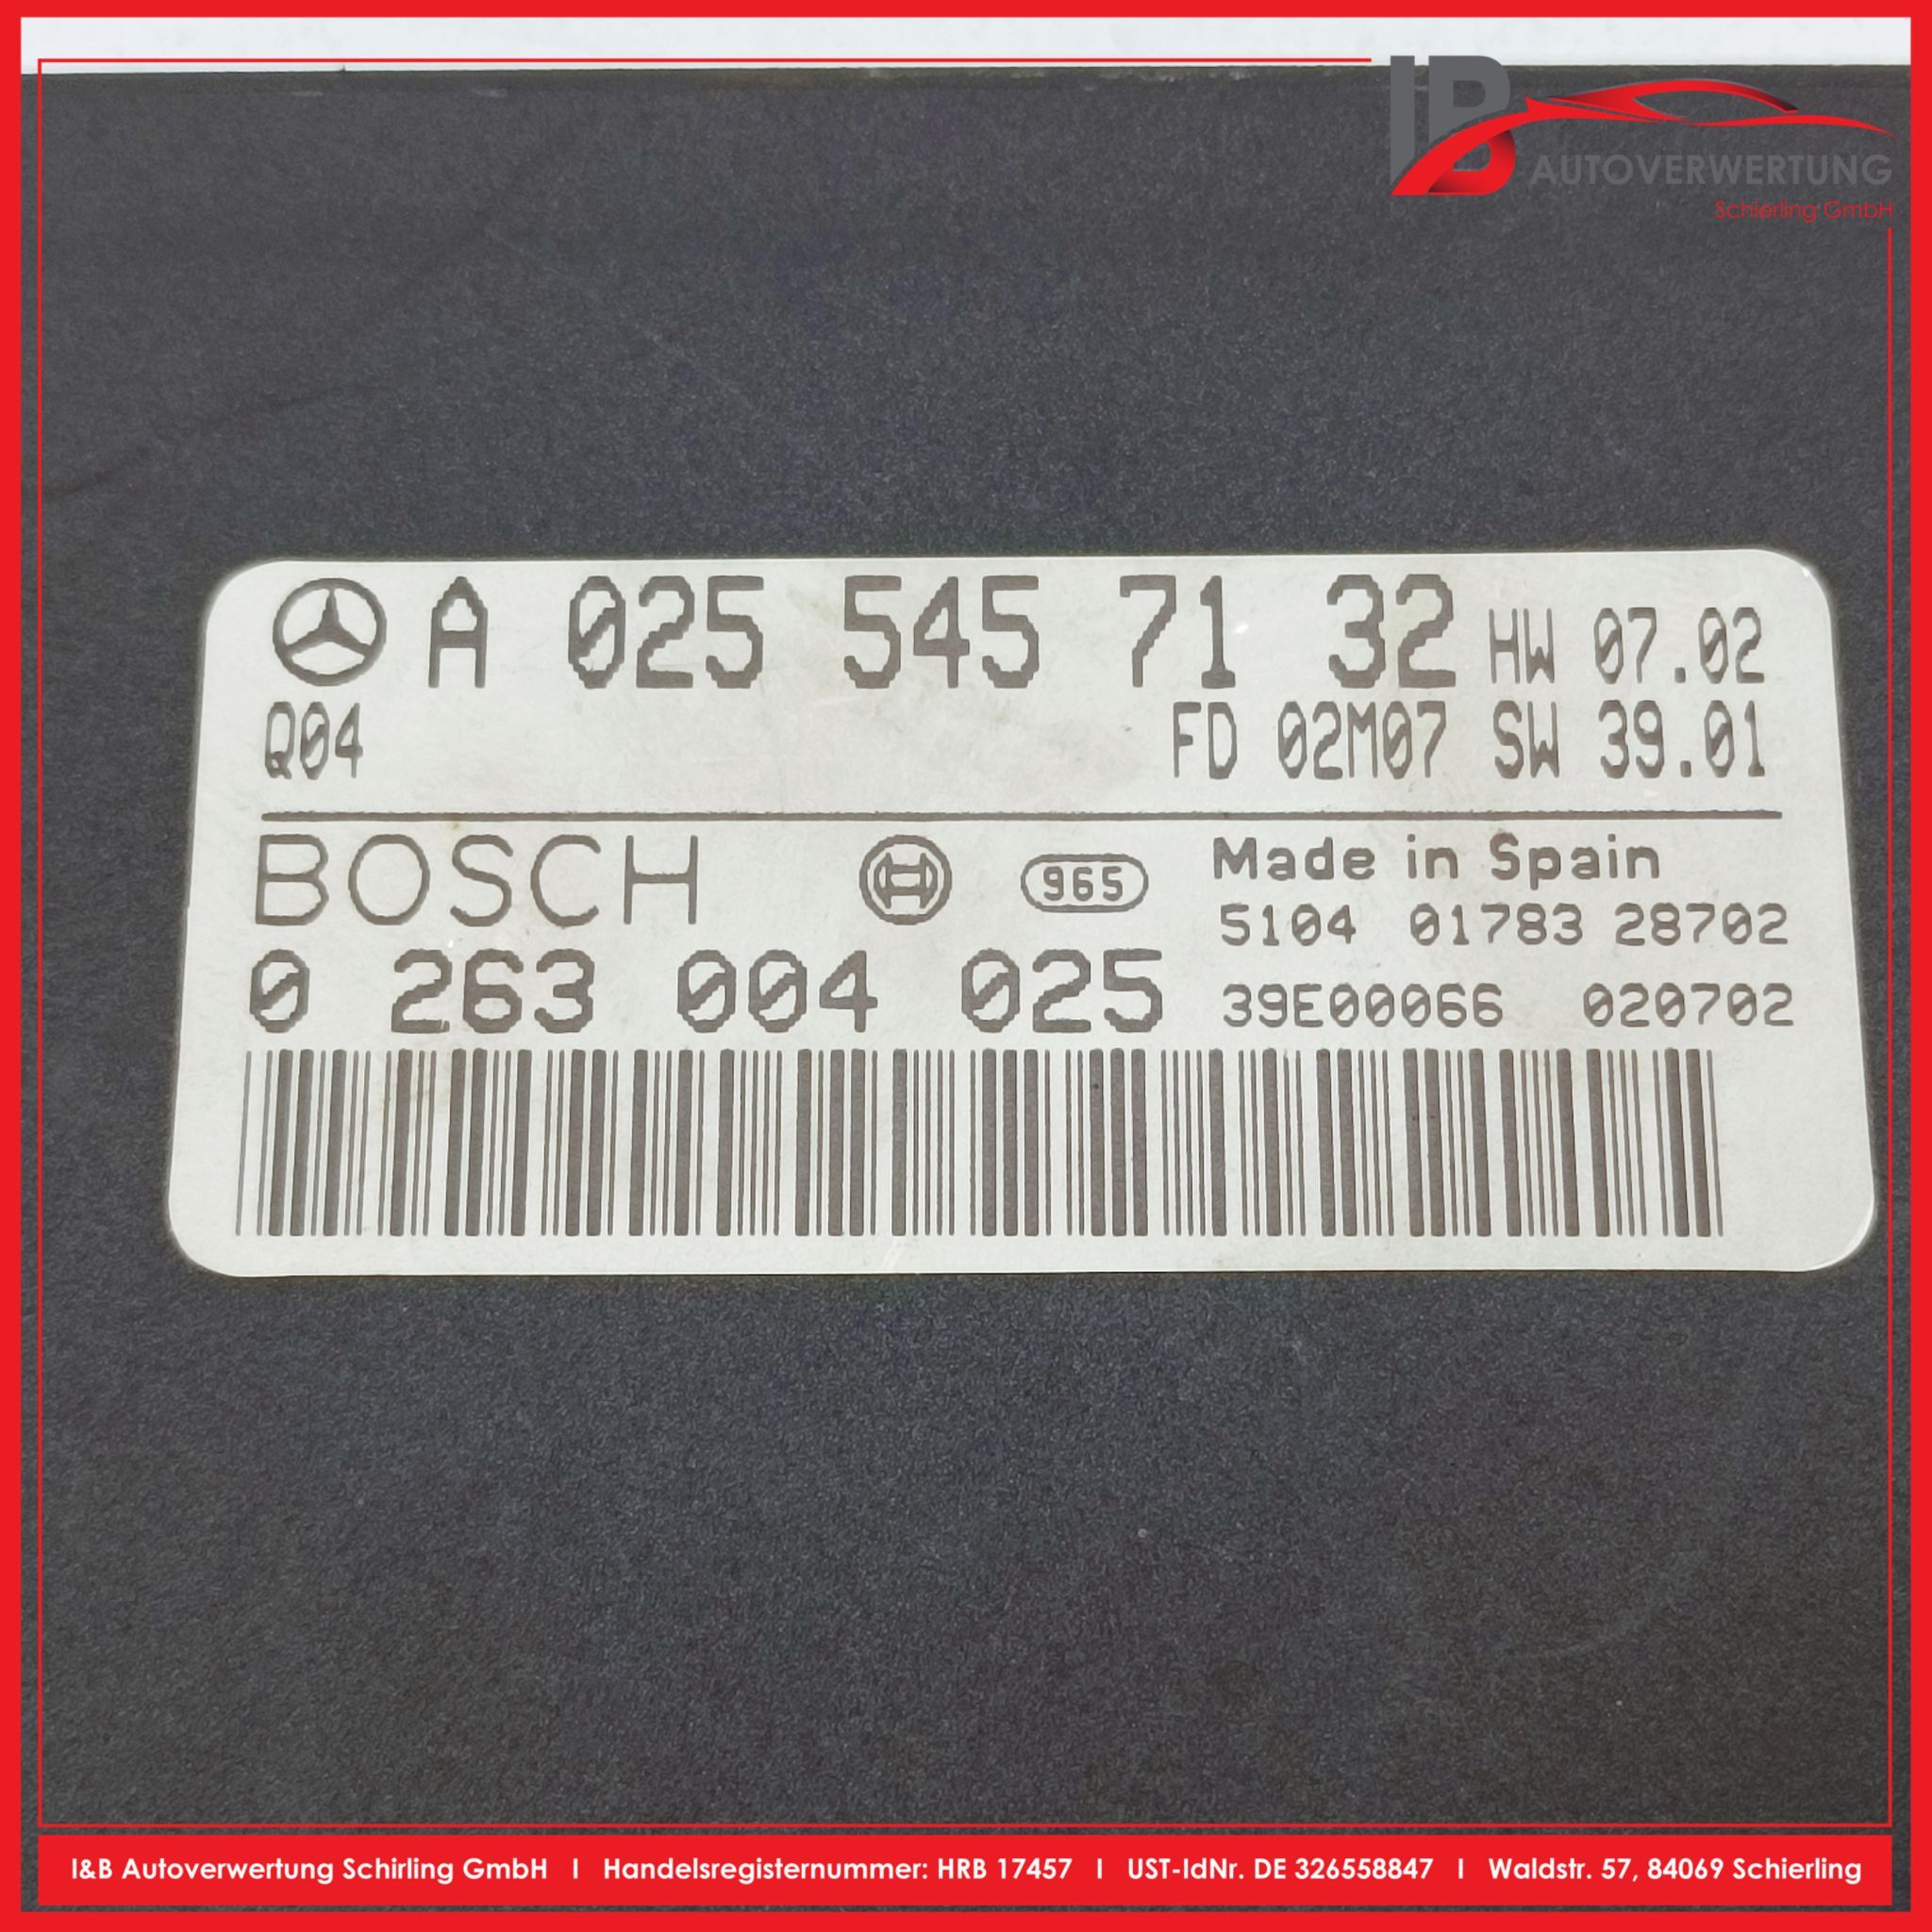 IB
AUTOVERWERTUNG
Schierling GmbH
A 025 545 71 32 HW 07.02
Q04 FD 02M07 SW 39.01
BOSCH 965 Made in Spain
5104 01783 28702
0 263 004 025 39E00066 020702
I&B Autoverwertung Schirling GmbH I Handelsregisternummer: HRB 17457 I UST-IdNr. DE 326558847 I Waldstr. 57, 84069 Schierling